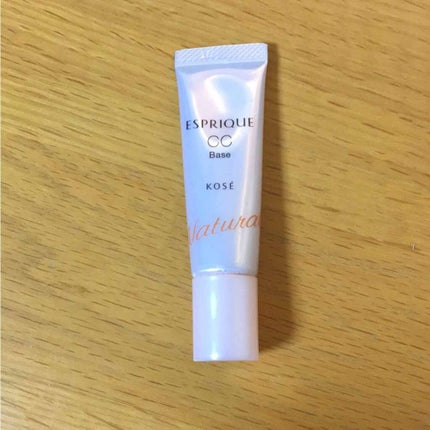 ESPRIQUE
CC
Base
KOSÉ
Natural